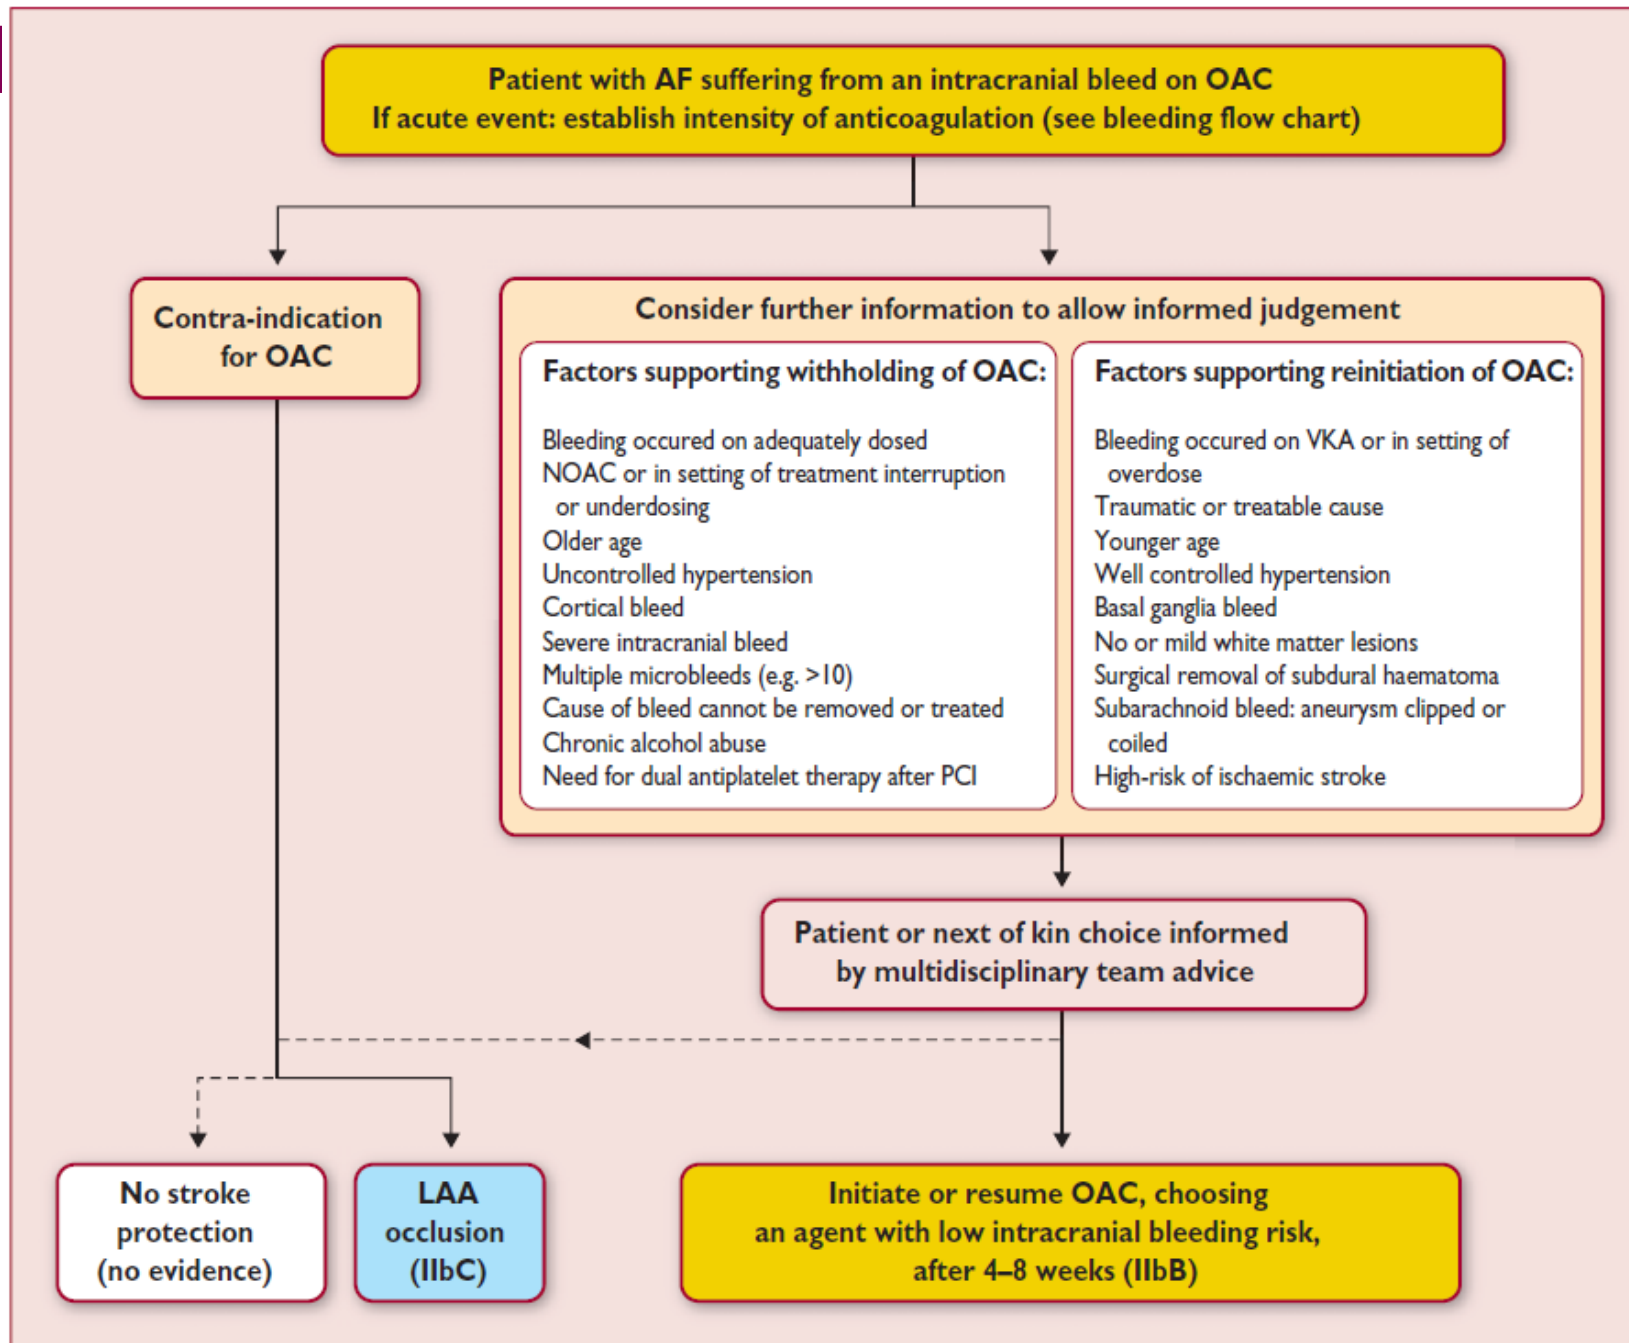 Patient with AF suffering from an intracranial bleed on OAC
If acute event: establish intensity of anticoagulation (see bleeding flow chart)
Contra-indication
for OAC
Consider further information to allow informed judgement
Factors supporting withholding of OAC:
Bleeding occured on adequately dosed
NOAC or in setting of treatment interruption
or underdosing
Older age
Uncontrolled hypertension
Cortical bleed
Severe intracranial bleed
Multiple microbleeds (e.g. >10)
Cause of bleed cannot be removed or treated
Chronic alcohol abuse
Need for dual antiplatelet therapy after PCI
Factors supporting reinitiation of OAC:
Bleeding occured on VKA or in setting of
overdose
Traumatic or treatable cause
Younger age
Well controlled hypertension
Basal ganglia bleed
No or mild white matter lesions
Surgical removal of subdural haematoma
Subarachnoid bleed: aneurysm clipped or
coiled
High-risk of ischaemic stroke
Patient or next of kin choice informed
by multidisciplinary team advice
No stroke
protection
(no evidence)
LAA
occlusion
(IIbC)
Initiate or resume OAC, choosing
an agent with low intracranial bleeding risk,
after 4–8 weeks (IIbB)